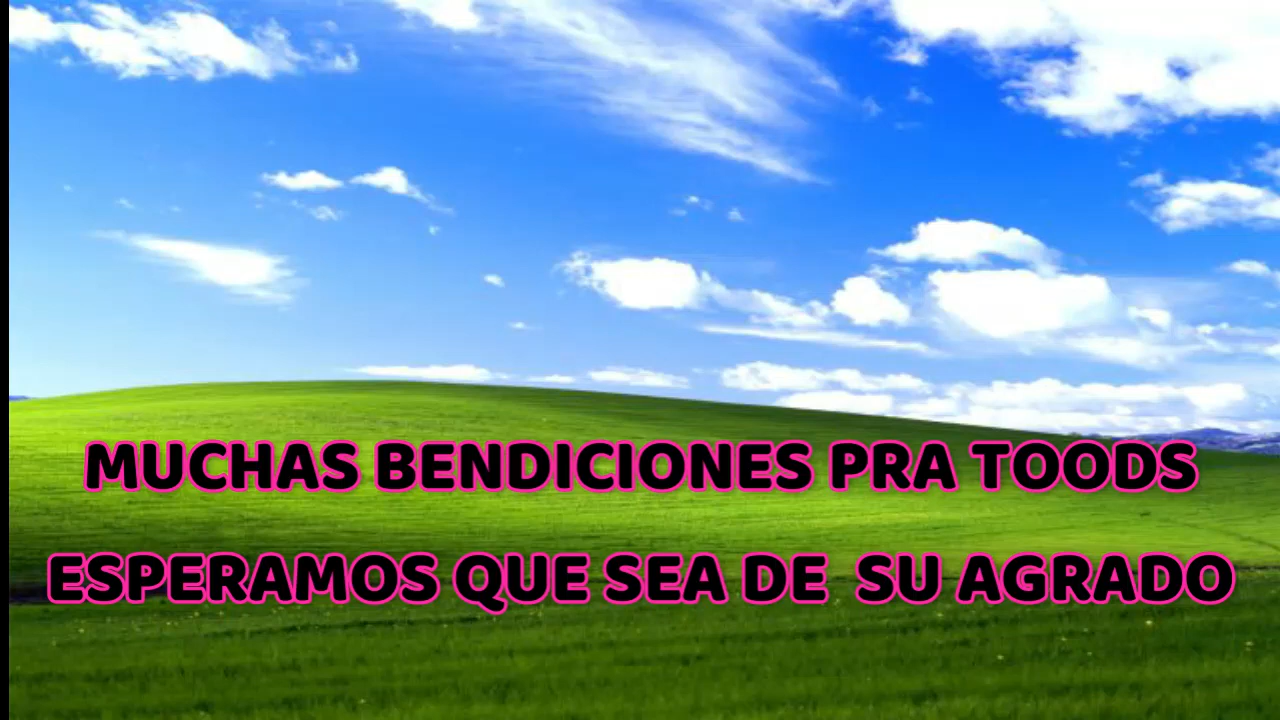 MUCHAS BENDICIONES PRA TOODS
ESPERAMOS QUE SEA DE SU AGRADO